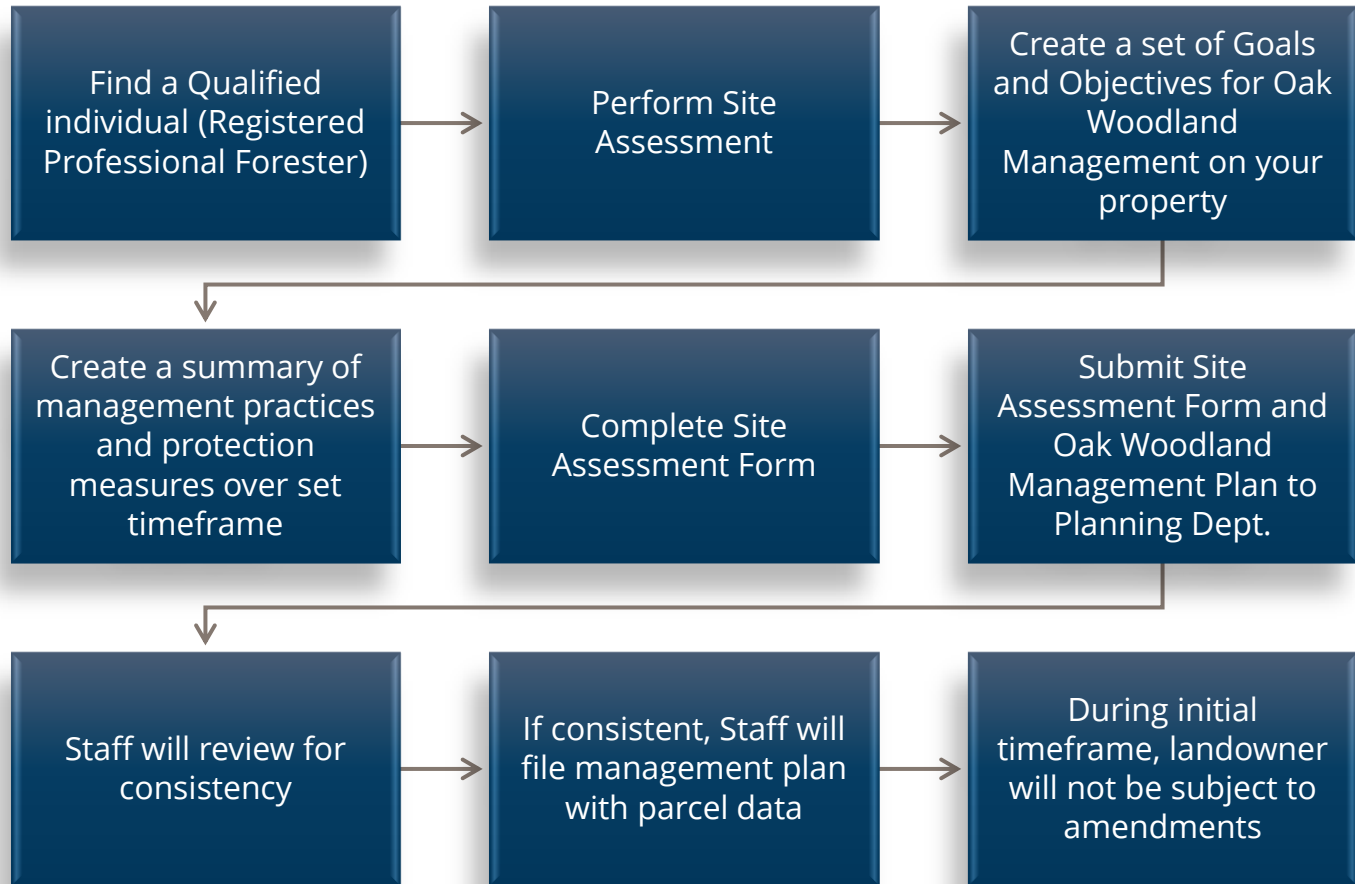 Find a Qualified
individual (Registered
Professional Forester)
Perform Site
Assessment
Create a set of Goals
and Objectives for Oak
Woodland
Management on your
property
Create a summary of
management practices
and protection
measures over set
timeframe
Complete Site
Assessment Form
Submit Site
Assessment Form and
Oak Woodland
Management Plan to
Planning Dept.
Staff will review for
consistency
If consistent, Staff will
file management plan
with parcel data
During initial
timeframe, landowner
will not be subject to
amendments